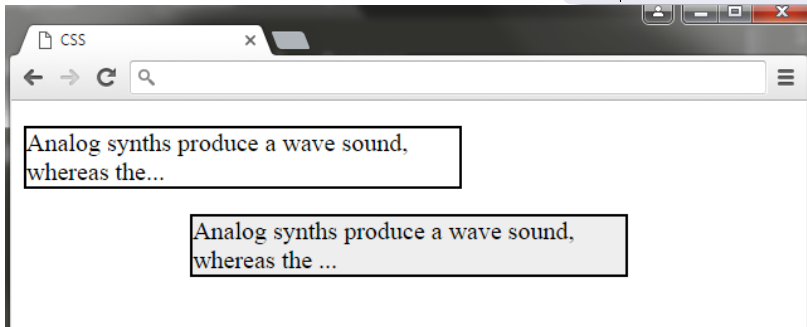 CSS
Analog synths produce a wave sound,
whereas the...
Analog synths produce a wave sound,
whereas the ...